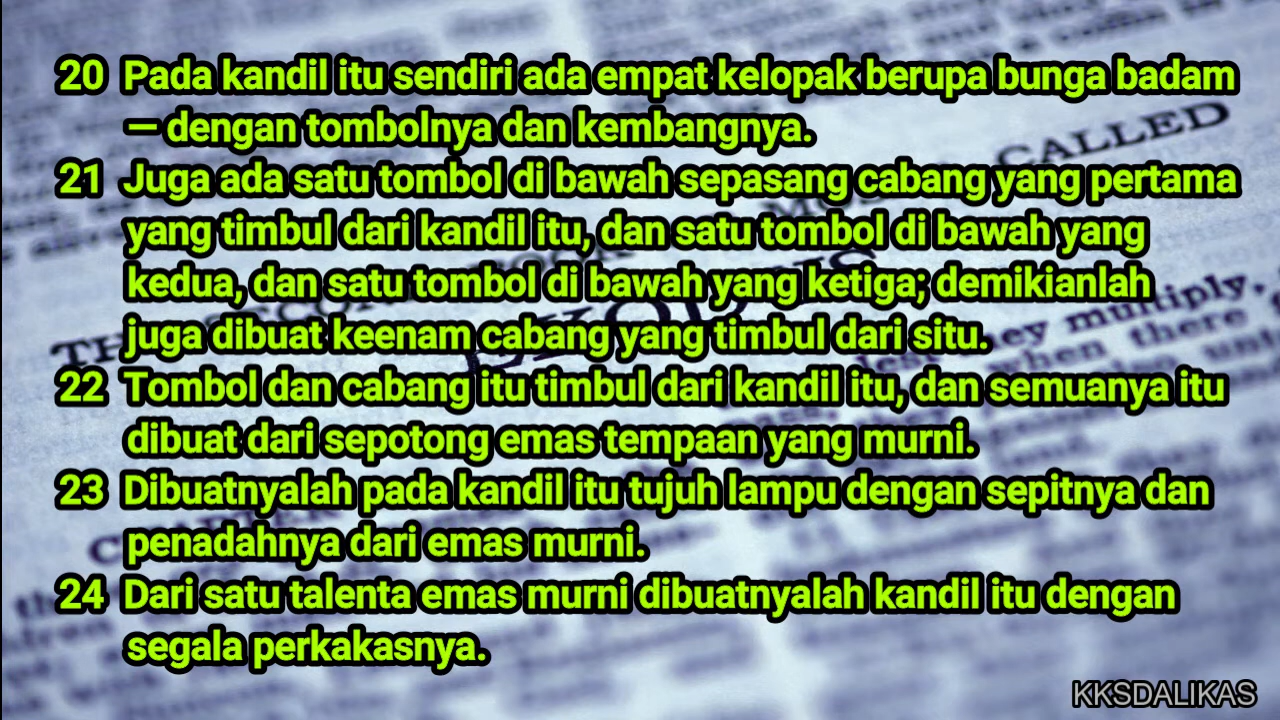 20 Pada kandil itu sendiri ada empat kelopak berupa bunga badam
— dengan tombolnya dan kembangnya.
21 Juga ada satu tombol di bawah sepasang cabang yang pertama
yang timbul dari kandil itu, dan satu tombol di bawah yang
kedua, dan satu tombol di bawah yang ketiga; demikianlah
juga dibuat keenam cabang yang timbul dari situ.
22 Tombol dan cabang itu timbul dari kandil itu, dan semuanya itu
dibuat dari sepotong emas tempaan yang murni.
23 Dibuatnyalah pada kandil itu tujuh lampu dengan sepitnya dan
penadahnya dari emas murni.
24 Dari satu talenta emas murni dibuatnyalah kandil itu dengan
segala perkakasnya.
CALLED
multiply,
when there
KKSDALIKAS